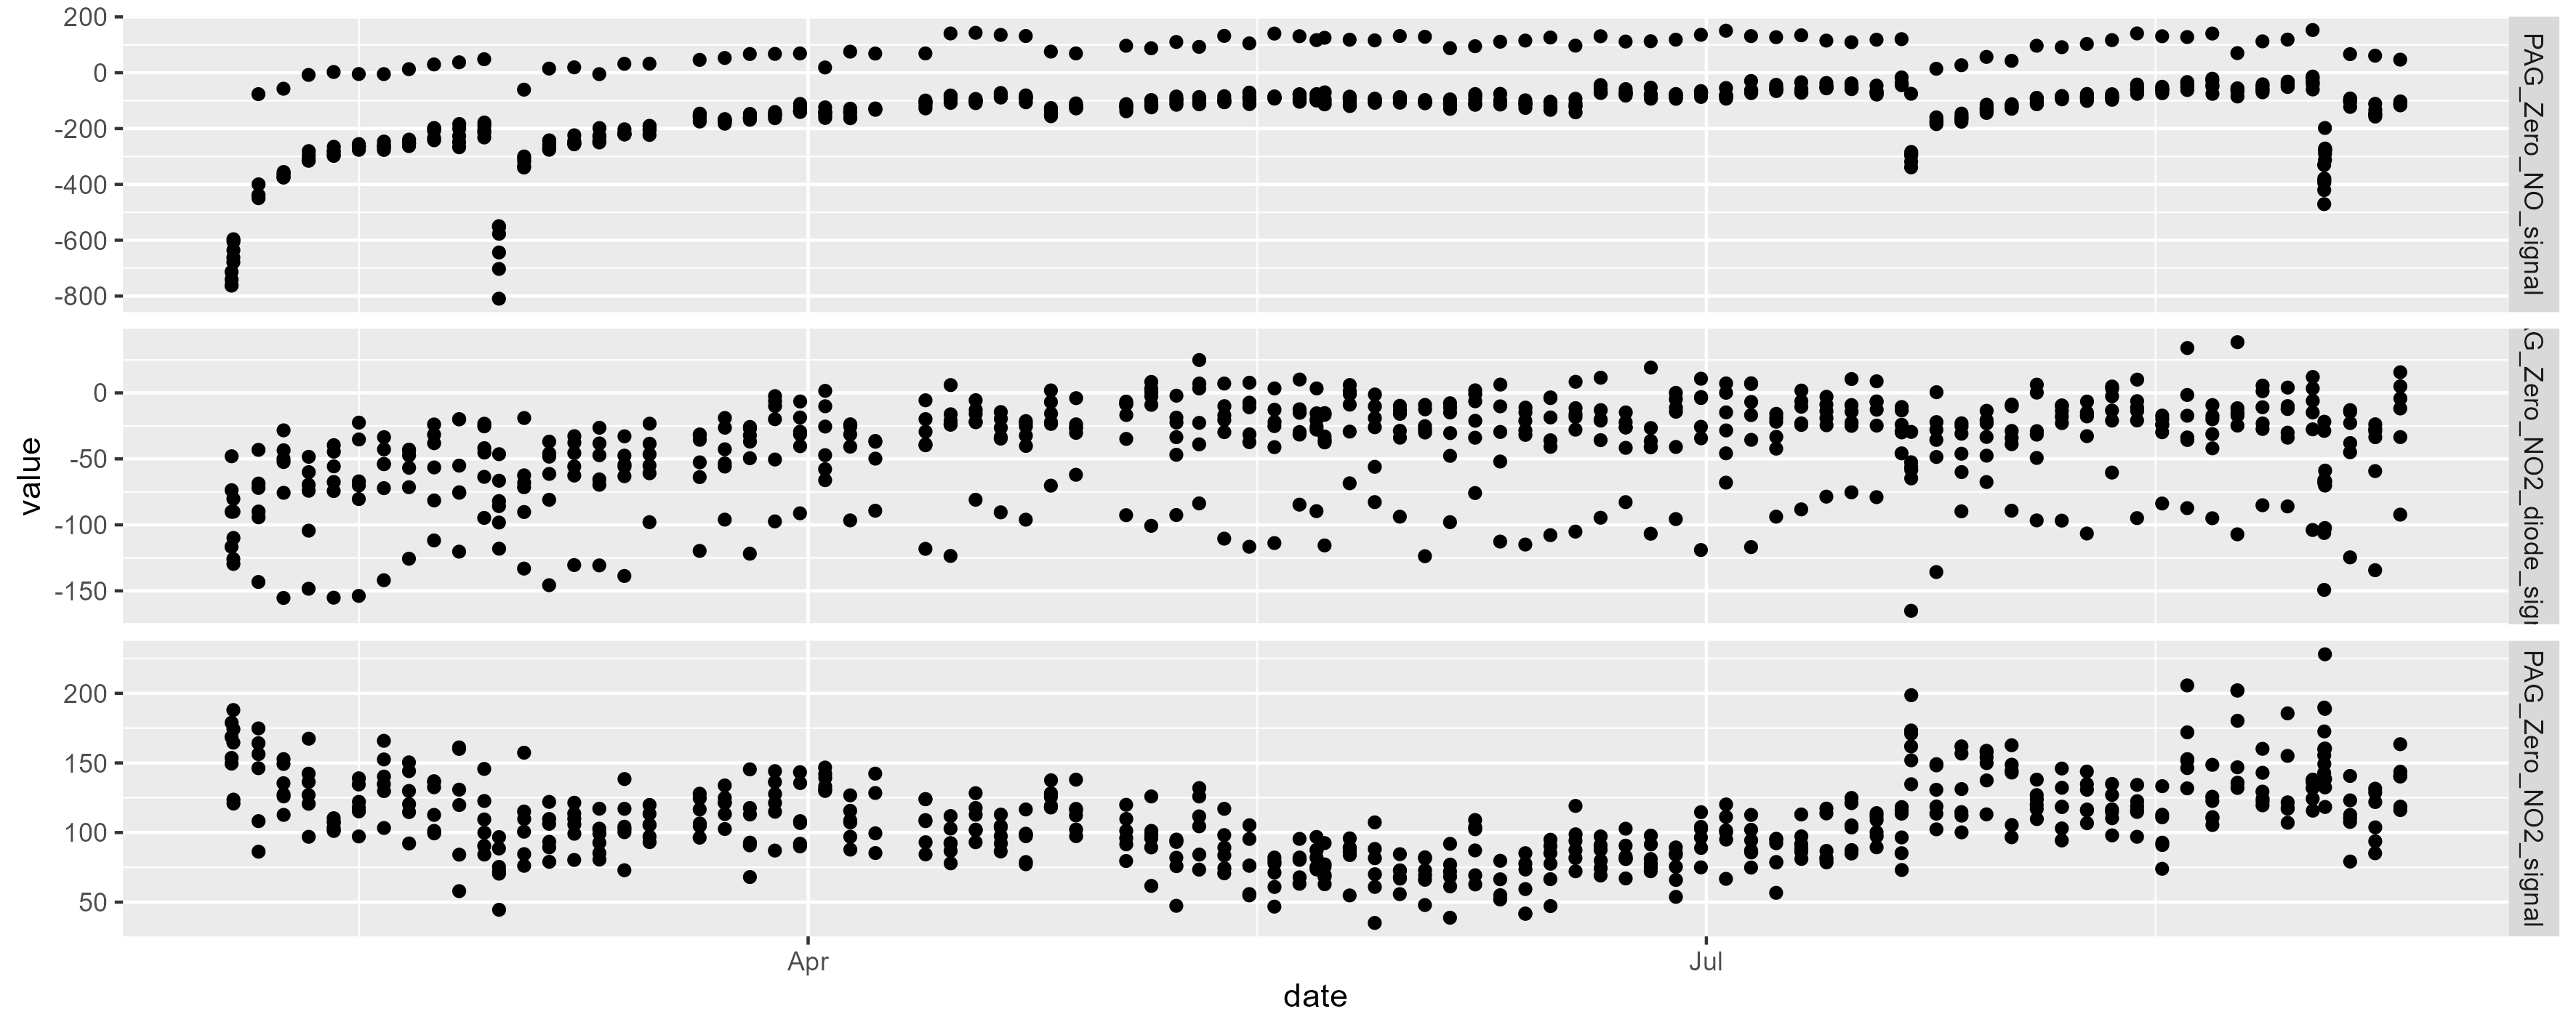 200
0
-200
-400
-600
-800
PAG_Zero_NO_signal
0
-50
-100
-150
G_Zero_NO2_diode_sig
200
150
100
50
PAG_Zero_NO2_signal
value
Apr
Jul
date